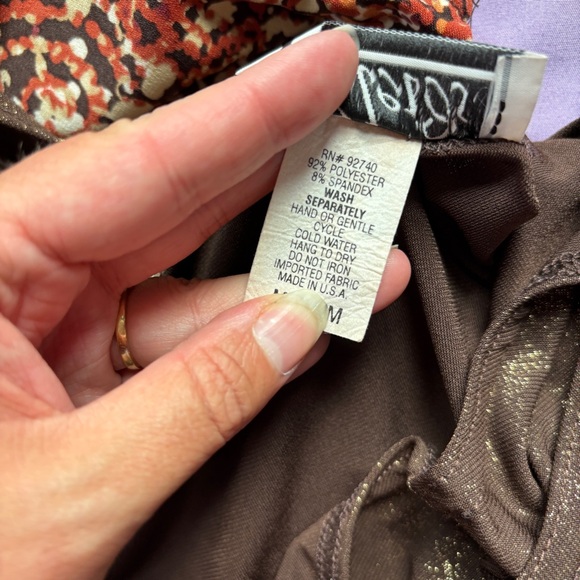 RN# 92740
92% POLYESTER
8% SPANDEX
WASH
SEPARATELY
HAND OR GENTLE
CYCLE
COLD WATER
HANG TO DRY
DO NOT IRON
IMPORTED FABRIC
MADE IN U.S.A